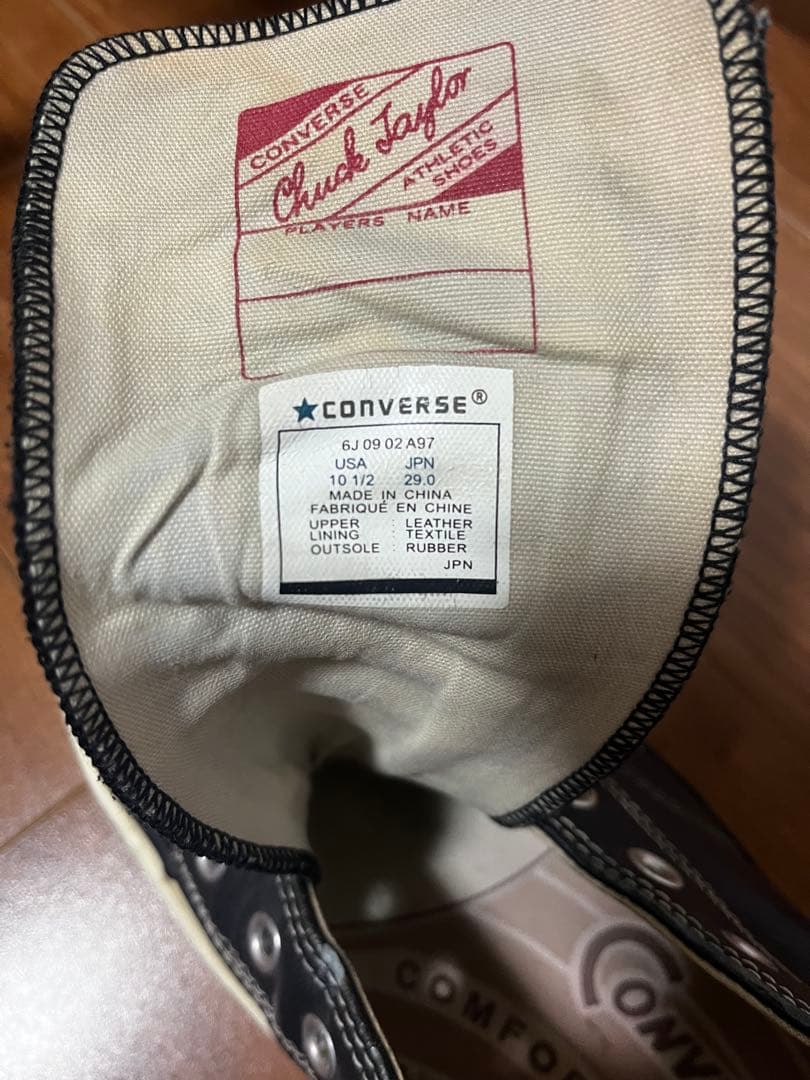 CONVERSE
Chuck Taylor
ATHLETIC
SHOES
PLAYERS NAME
★CONVERSE®
6J 09 02 A97
USA JPN
10 1/2 29.0
MADE IN CHINA
FABRIQUÉ EN CHINE
UPPER : LEATHER
LINING : TEXTILE
OUTSOLE : RUBBER
JPN